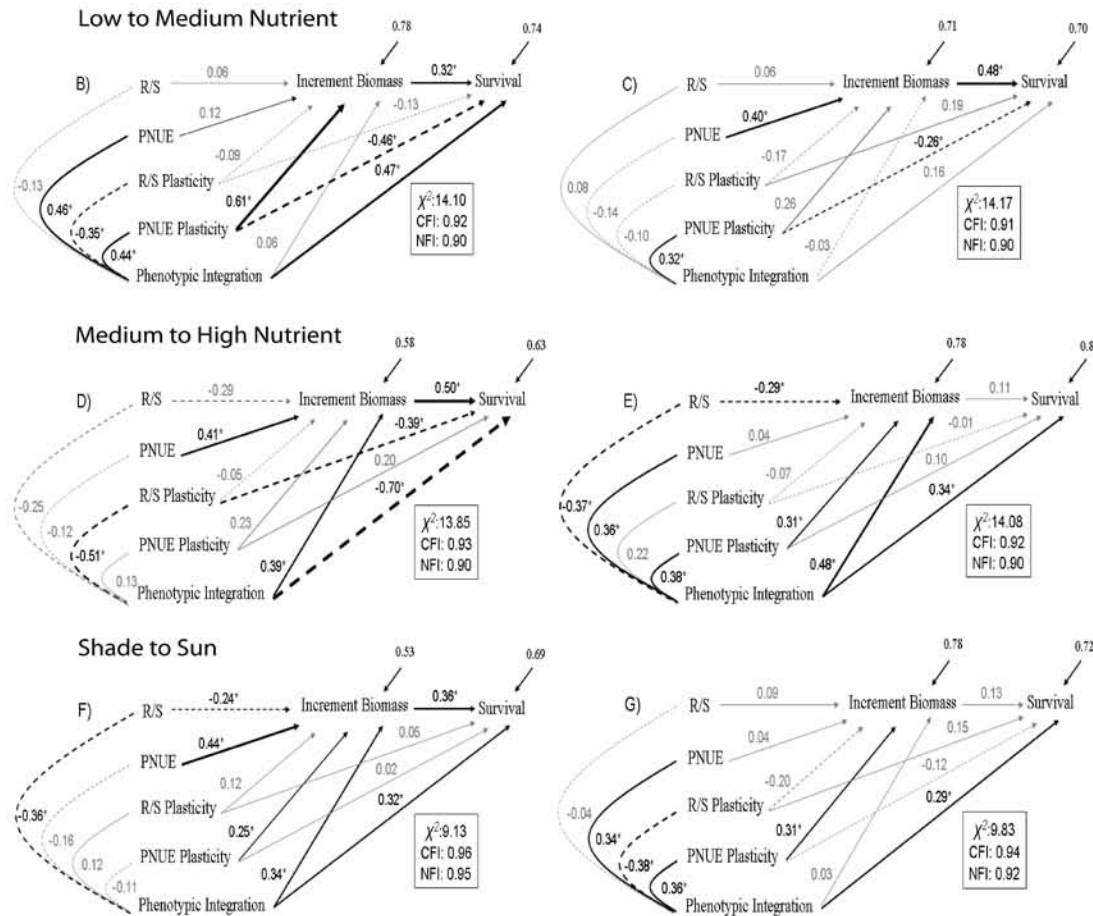 Low to Medium Nutrient
B)
0.78
0.74
R/S
0.06
Increment Biomass
0.32*
Survival
0.12
-0.13
PNUE
-0.09
-0.46*
R/S Plasticity
0.47*
-0.13
0.46*
-0.35*
0.44*
0.61*
PNUE Plasticity
0.06
Phenotypic Integration
χ²:14.10
CFI: 0.92
NFI: 0.90
C)
0.71
0.70
R/S
0.06
Increment Biomass
0.48*
Survival
0.40*
0.19
PNUE
-0.17
-0.26*
R/S Plasticity
0.16
0.08
-0.14
-0.10
0.32*
0.26
PNUE Plasticity
-0.03
Phenotypic Integration
χ²:14.17
CFI: 0.91
NFI: 0.90
Medium to High Nutrient
D)
0.58
0.63
R/S
-0.29
Increment Biomass
0.50*
Survival
0.41*
-0.39*
PNUE
-0.05
0.20
R/S Plasticity
-0.70*
-0.25
-0.12
-0.51*
0.13
0.23
PNUE Plasticity
0.39*
Phenotypic Integration
χ²:13.85
CFI: 0.93
NFI: 0.90
E)
0.78
0.8
R/S
-0.29*
Increment Biomass
0.11
Survival
0.04
-0.01
PNUE
-0.07
0.10
R/S Plasticity
0.34*
-0.37*
0.36*
0.22
0.38*
0.31*
PNUE Plasticity
0.48*
Phenotypic Integration
χ²:14.08
CFI: 0.92
NFI: 0.90
Shade to Sun
F)
0.53
0.69
R/S
-0.24*
Increment Biomass
0.36*
Survival
0.44*
0.06
PNUE
0.12
0.02
R/S Plasticity
0.32*
-0.36*
-0.16
0.12
-0.11
0.25*
PNUE Plasticity
0.34*
Phenotypic Integration
χ²:9.13
CFI: 0.96
NFI: 0.95
G)
0.78
0.72
R/S
0.09
Increment Biomass
0.13
Survival
0.04
0.15
PNUE
-0.20
-0.12
R/S Plasticity
0.29*
-0.04
0.34*
-0.38*
0.36*
0.31*
PNUE Plasticity
0.03
Phenotypic Integration
χ²:9.83
CFI: 0.94
NFI: 0.92